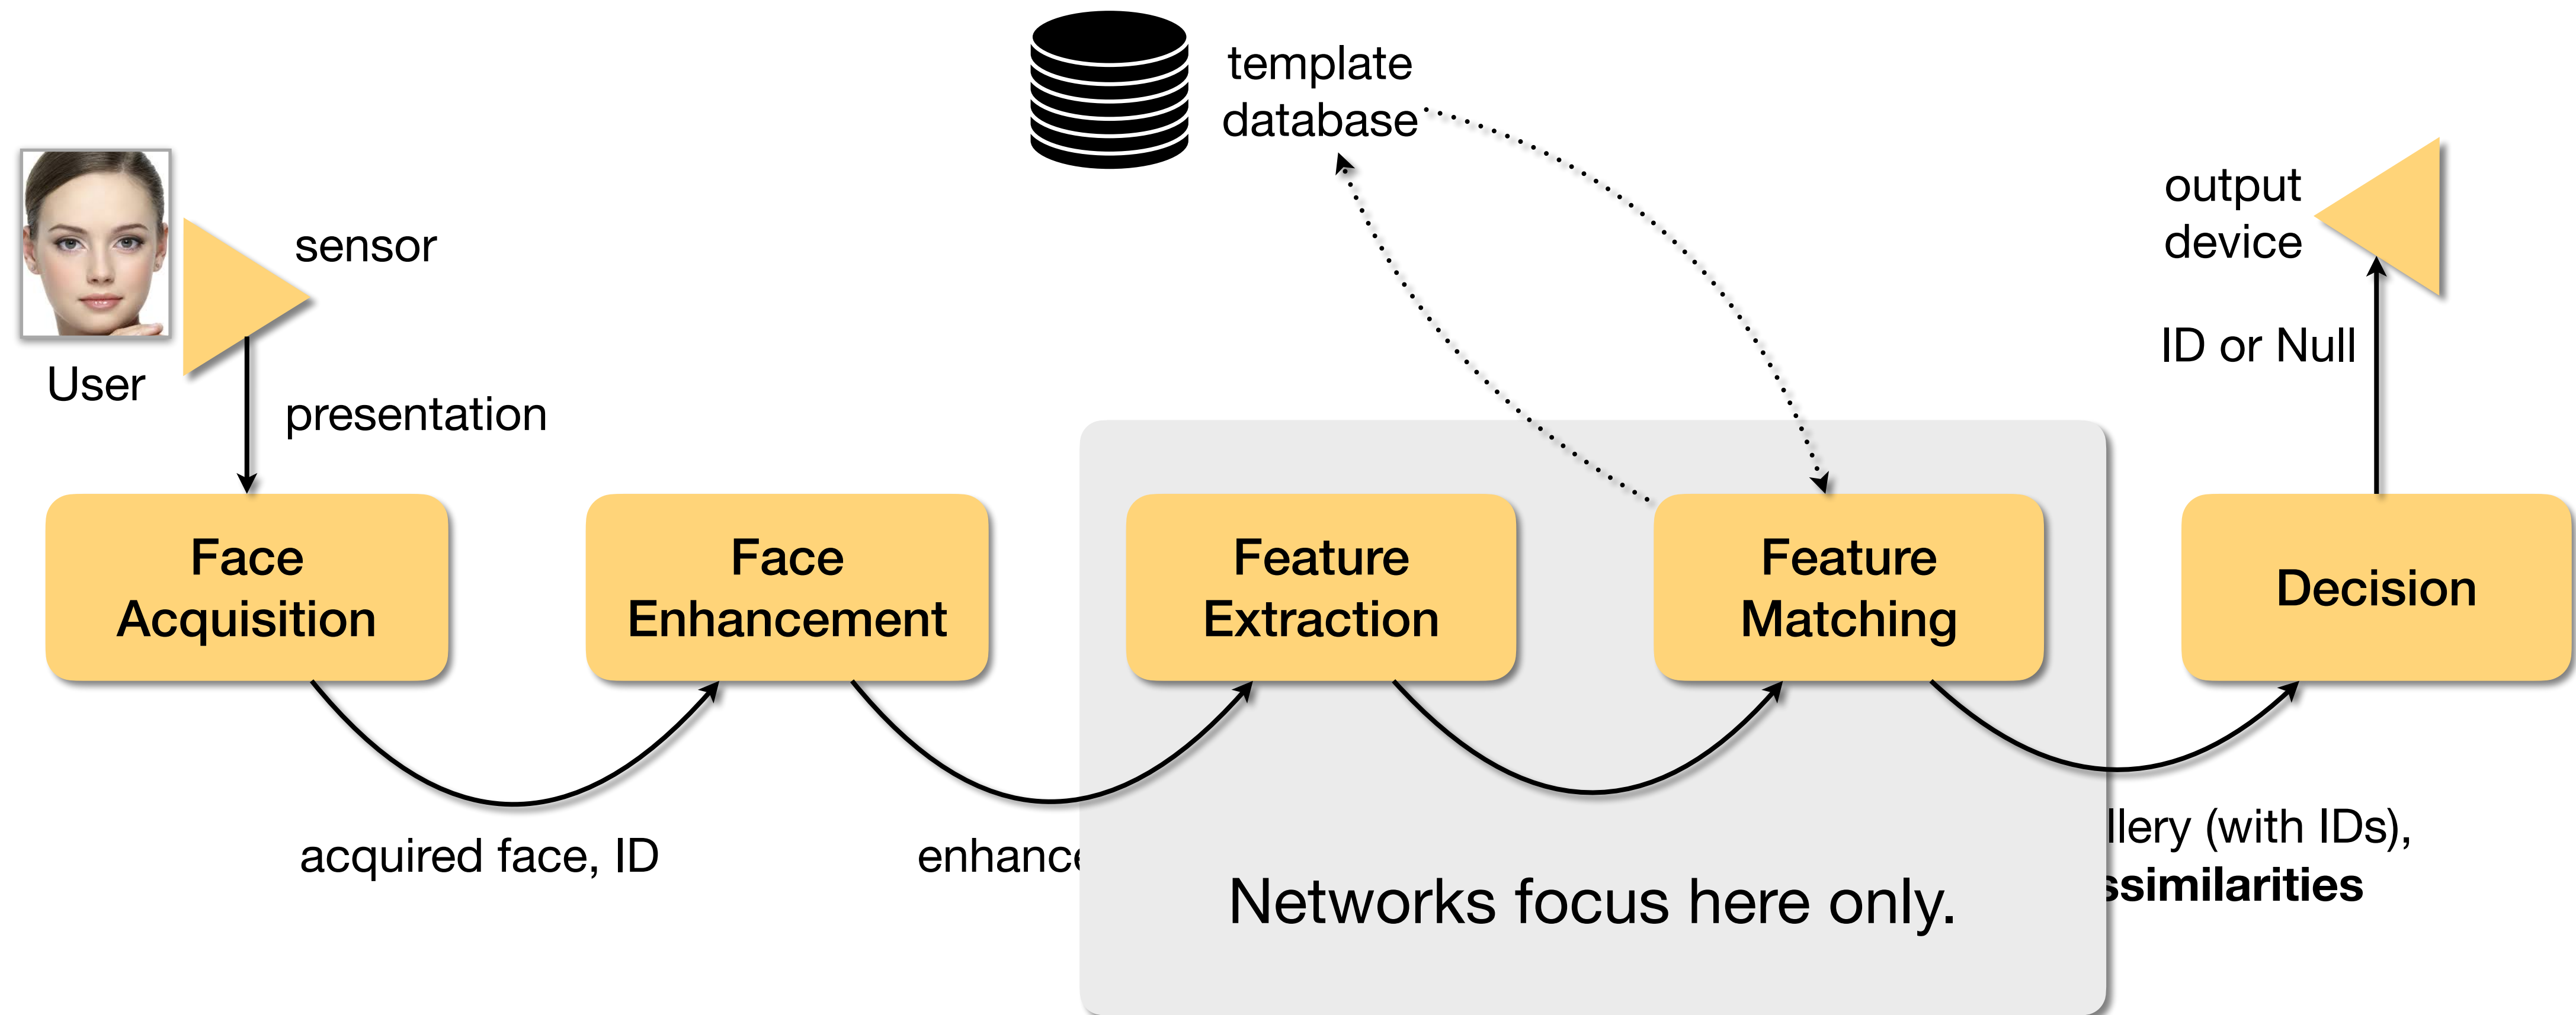 template
database
sensor
User
presentation
output
device
ID or Null
Face
Acquisition
Face
Enhancement
Feature
Extraction
Feature
Matching
Decision
acquired face, ID
enhance
llery (with IDs),
ssimilarities
Networks focus here only.